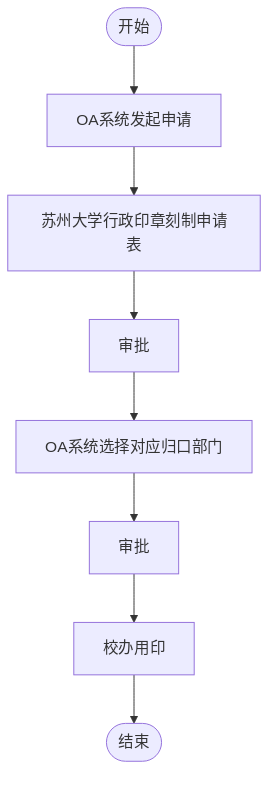 开始
OA系统发起申请
苏州大学行政印章刻制申请
表
审批
OA系统选择对应归口部门
审批
校办用印
结束